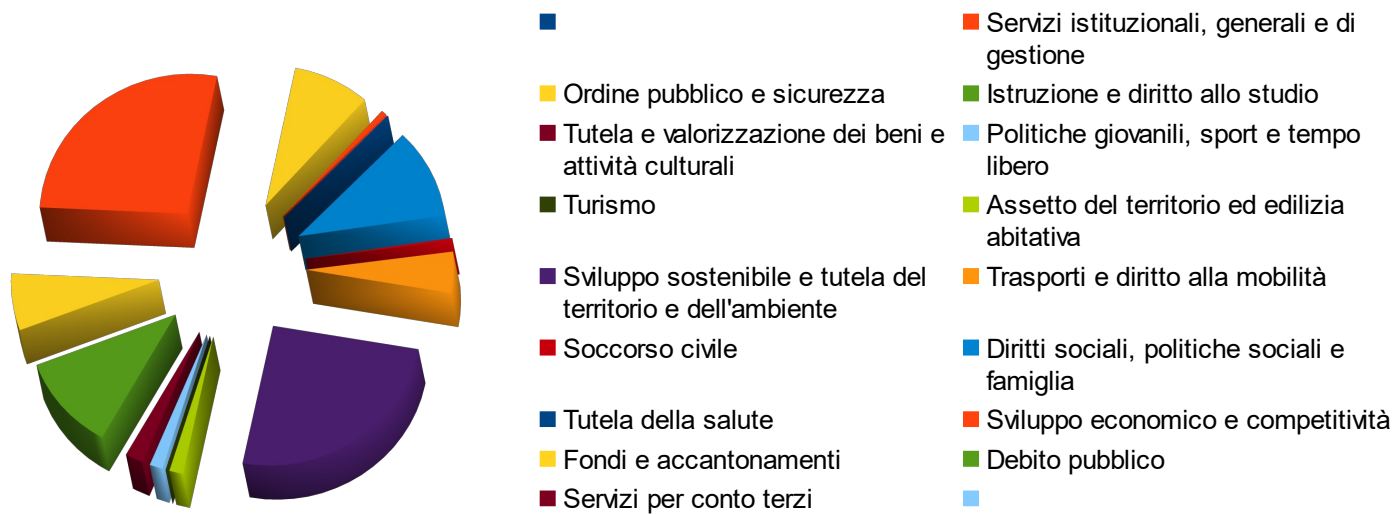 Servizi istituzionali, generali e di
gestione
Ordine pubblico e sicurezza
Istruzione e diritto allo studio
Tutela e valorizzazione dei beni e
attività culturali
Politiche giovanili, sport e tempo
libero
Turismo
Assetto del territorio ed edilizia
abitativa
Sviluppo sostenibile e tutela del
territorio e dell'ambiente
Trasporti e diritto alla mobilità
Soccorso civile
Diritti sociali, politiche sociali e
famiglia
Tutela della salute
Sviluppo economico e competitività
Fondi e accantonamenti
Debito pubblico
Servizi per conto terzi